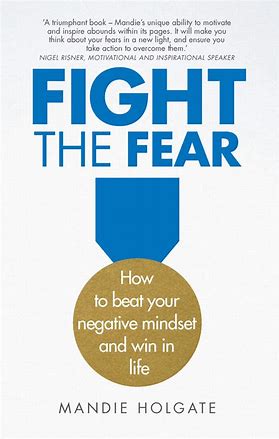 ‘A triumphant book – Mandie’s unique ability to motivate
and inspire abounds within its pages. It will make you
think about your fears in a new light, and ensure you
take action to overcome them.’
NIGEL RISNER, MOTIVATIONAL AND INSPIRATIONAL SPEAKER
FIGHT
THE FEAR
How
to beat your
negative mindset
and win in
life
MANDIE HOLGATE